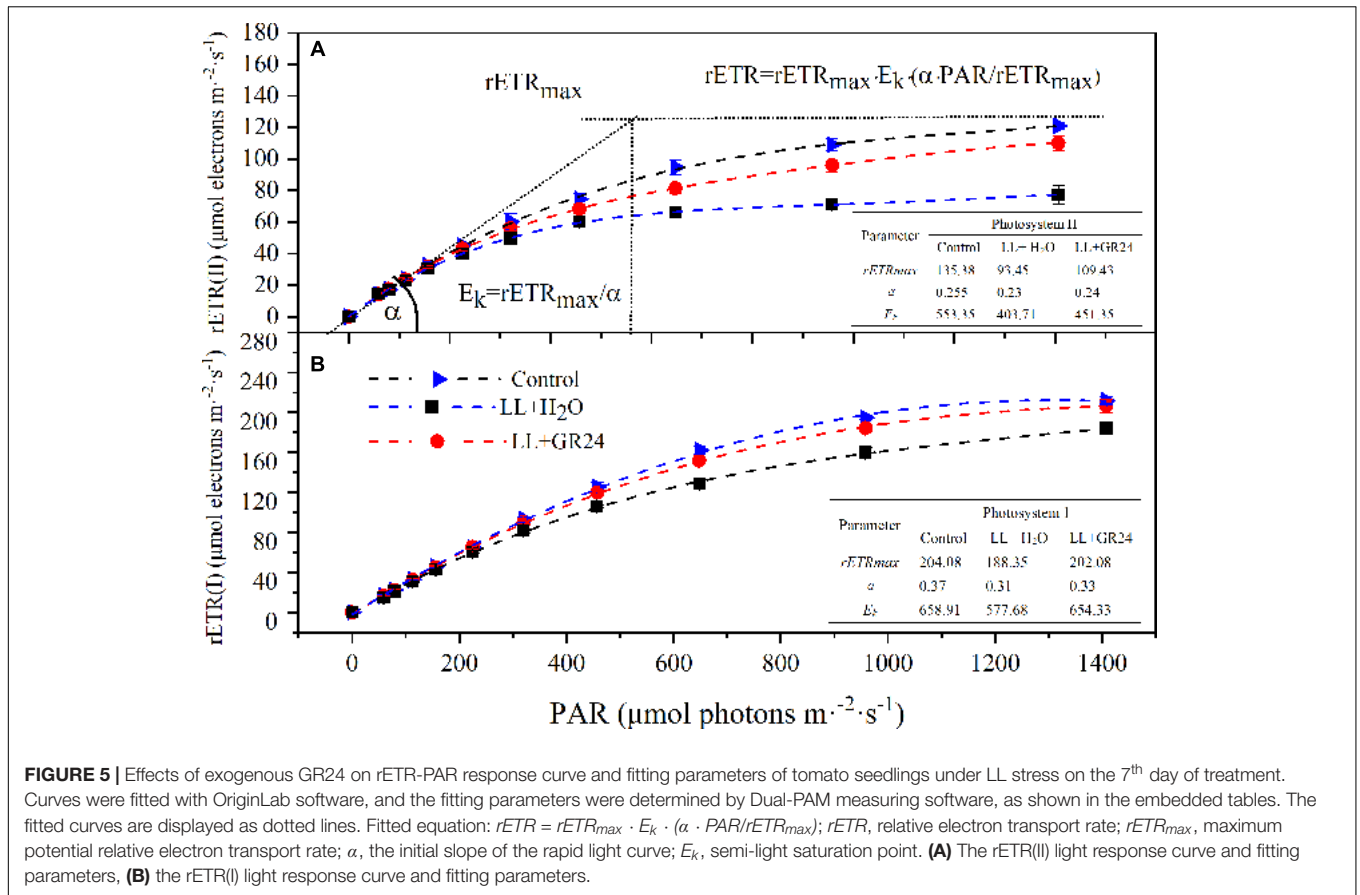 A
rETR(II) (μmol electrons m·⁻²·s⁻¹)
180
160
140
120
100
80
60
40
20
0
rETRmax
rETR=rETRmax·Ek·(α·PAR/rETRmax)
α
Ek=rETRmax/α
Photosystem II
Parameter Control LL− H₂O LL+GR24
rETRmax 135.38 93.45 109.43
α 0.255 0.23 0.24
Ek 553.35 403.71 451.35
B
rETR(I) (μmol electrons m·⁻²·s⁻¹)
280
240
200
160
120
80
40
0
Control
LL+H₂O
LL+GR24
Photosystem I
Parameter Control LL−H₂O LL+GR24
rETRmax 204.08 188.35 202.08
α 0.37 0.31 0.33
Ek 658.91 577.68 654.33
0 200 400 600 800 1000 1200 1400
PAR (μmol photons m·⁻²·s⁻¹)
FIGURE 5 | Effects of exogenous GR24 on rETR-PAR response curve and fitting parameters of tomato seedlings under LL stress on the 7th day of treatment.
Curves were fitted with OriginLab software, and the fitting parameters were determined by Dual-PAM measuring software, as shown in the embedded tables. The
fitted curves are displayed as dotted lines. Fitted equation: rETR = rETRmax · Ek · (α · PAR/rETRmax); rETR, relative electron transport rate; rETRmax, maximum
potential relative electron transport rate; α, the initial slope of the rapid light curve; Ek, semi-light saturation point. (A) The rETR(II) light response curve and fitting
parameters, (B) the rETR(I) light response curve and fitting parameters.